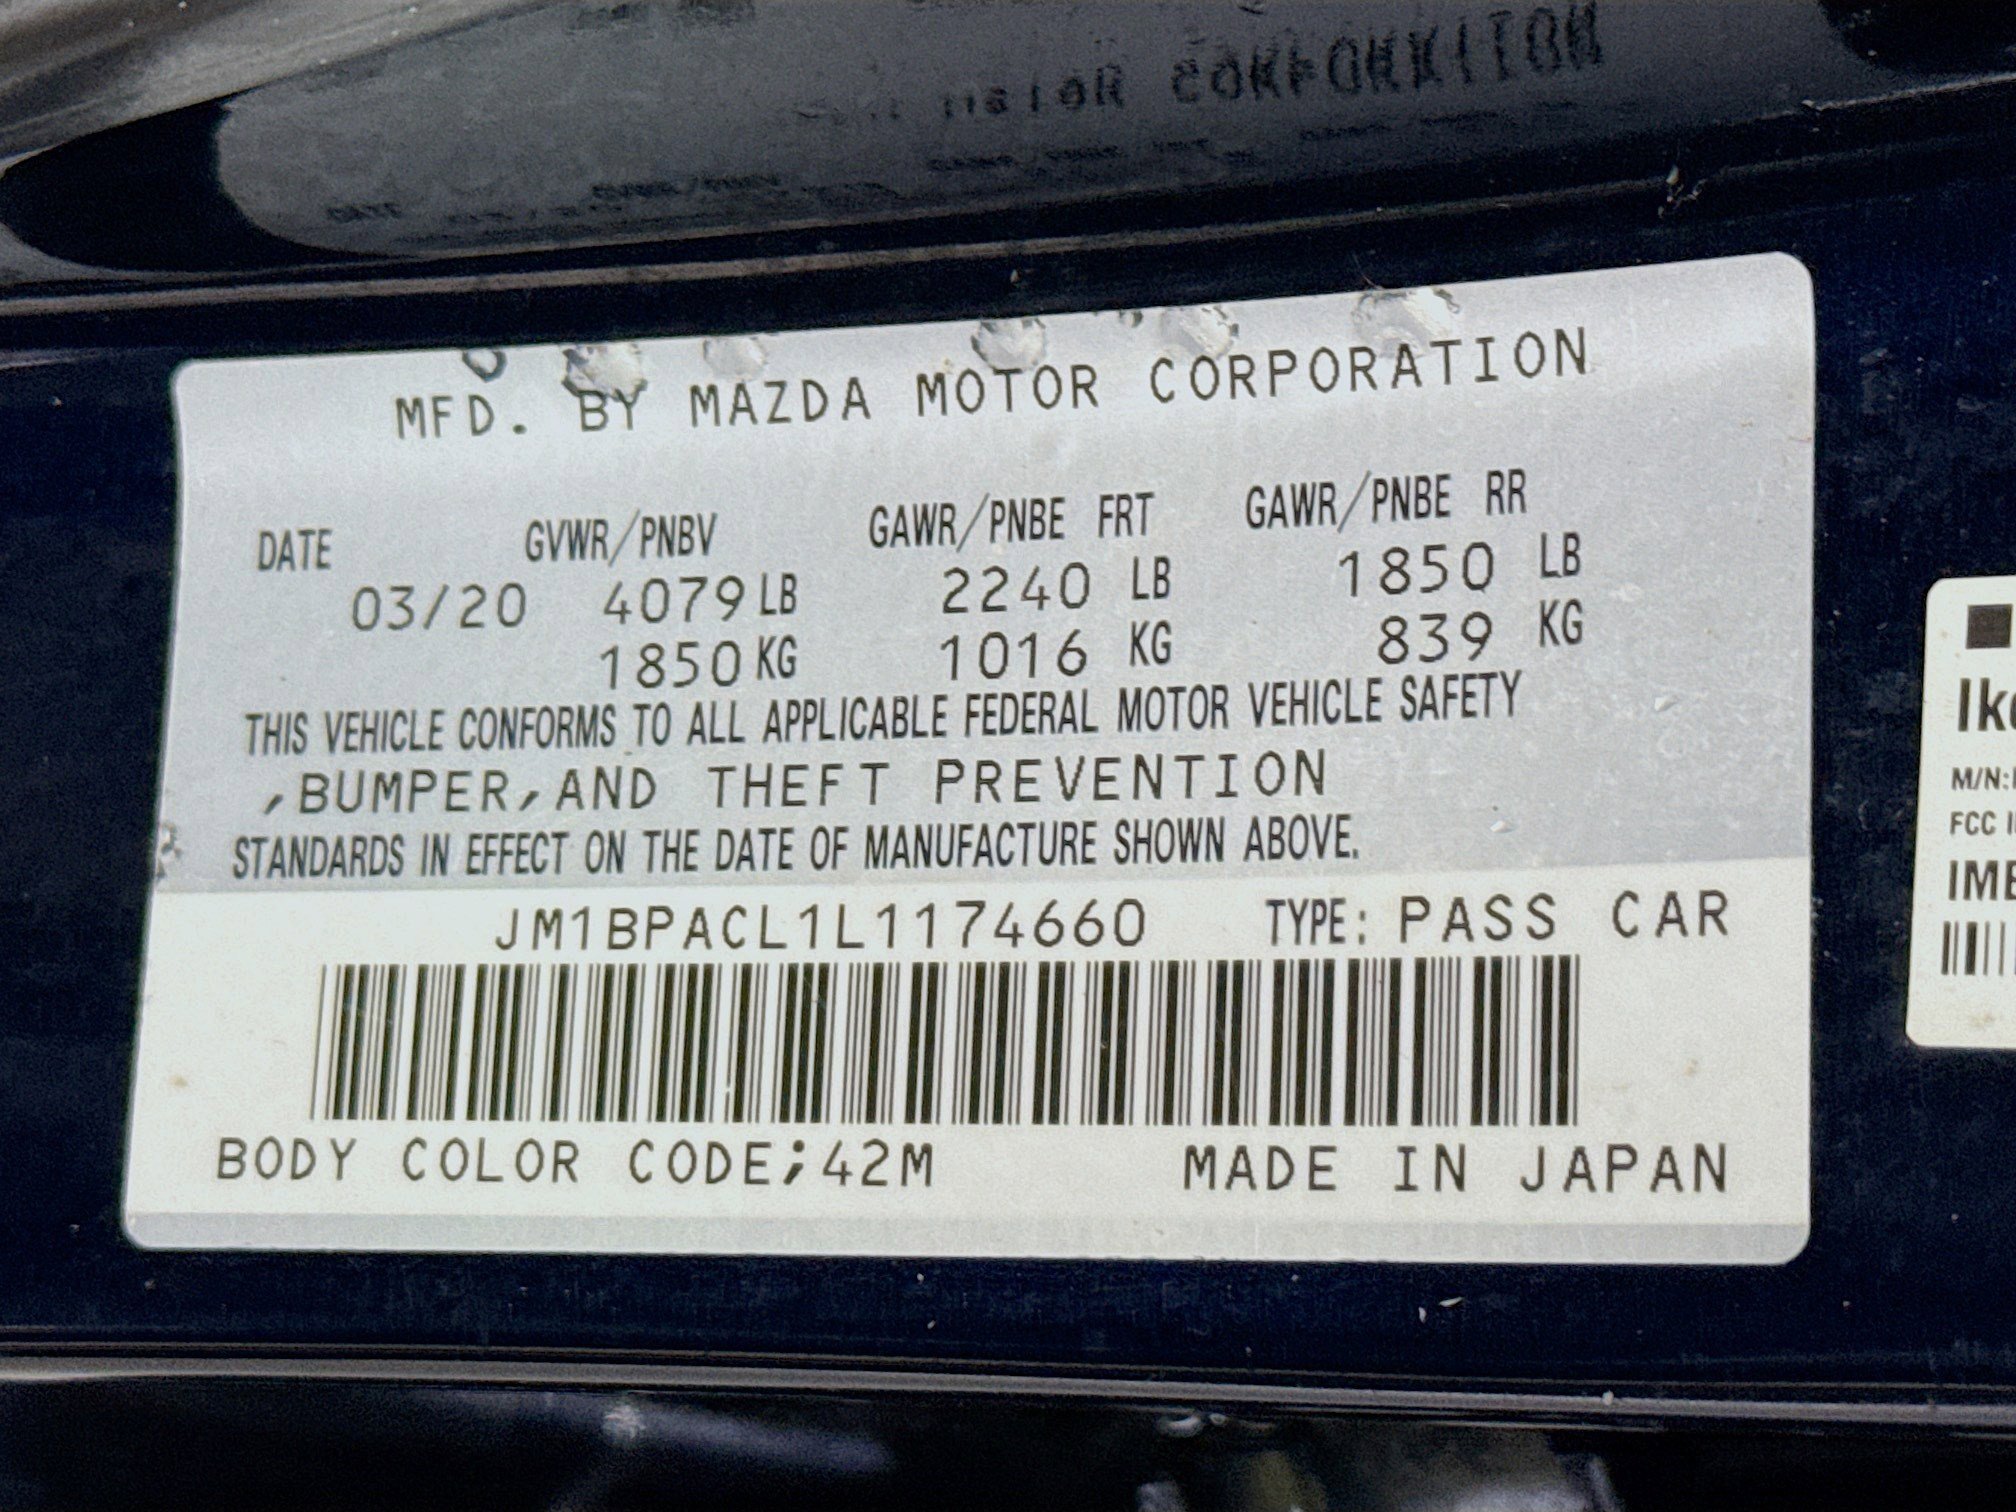 MFD. BY MAZDA MOTOR CORPORATION
DATE GVWR/PNBV GAWR/PNBE FRT GAWR/PNBE RR
03/20 4079 LB 2240 LB 1850 LB
1850 KG 1016 KG 839 KG
THIS VEHICLE CONFORMS TO ALL APPLICABLE FEDERAL MOTOR VEHICLE SAFETY
,BUMPER,AND THEFT PREVENTION
STANDARDS IN EFFECT ON THE DATE OF MANUFACTURE SHOWN ABOVE.
JM1BPACL1L1174660 TYPE: PASS CAR
BODY COLOR CODE;42M MADE IN JAPAN
M/N:
FCC